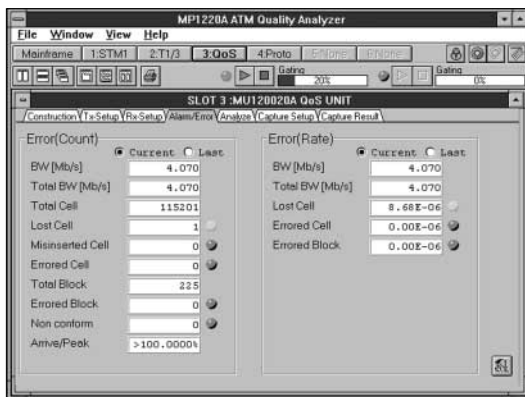 MP1220A ATM Quality Analyzer
File Window View Help
Mainframe 1:STM1 2:T1/3 3:QoS 4:Proto 5:None 6:None
Gating 20% Gating 0%
SLOT 3 :MU120020A QoS UNIT
Construction Tx-Setup Rx-Setup Alarm/Error Analyze Capture Setup Capture Result
Error(Count)
Current Last
BW [Mb/s] 4.070
Total BW [Mb/s] 4.070
Total Cell 115201
Lost Cell 1
Misinserted Cell 0
Errored Cell 0
Total Block 225
Errored Block 0
Non conform 0
Arrive/Peak >100.0000%
Error(Rate)
Current Last
BW [Mb/s] 4.070
Total BW [Mb/s] 4.070
Lost Cell 8.68E-06
Errored Cell 0.00E-06
Errored Block 0.00E-06